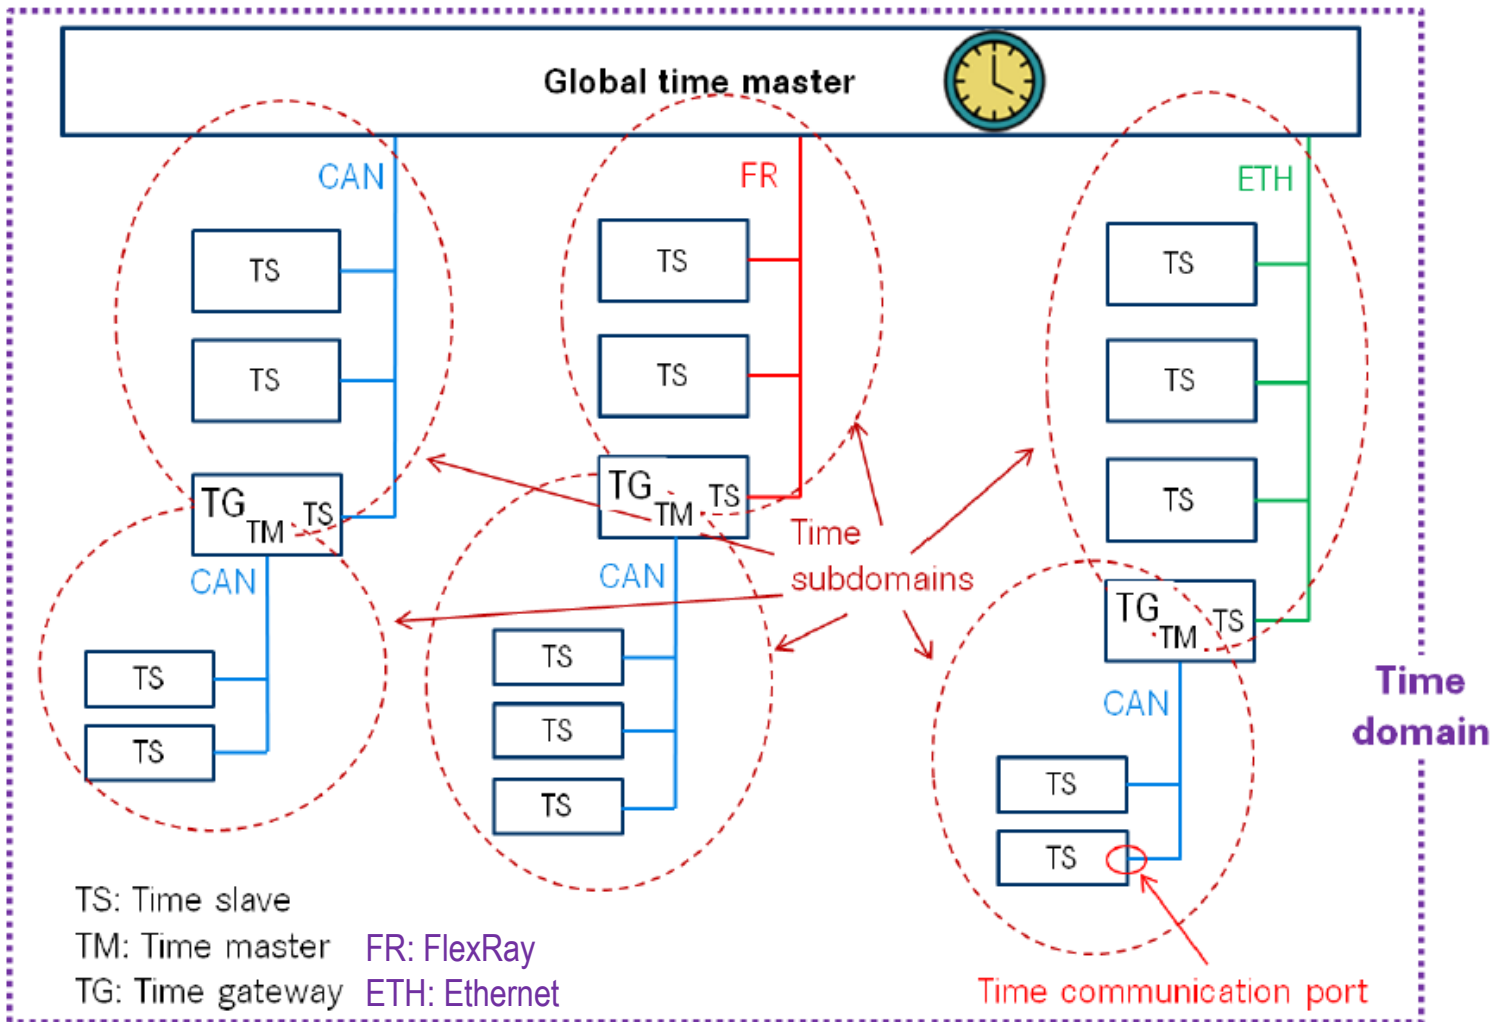 Global time master
CAN
FR
ETH
TS
TS
TS
TS
TS
TS
TS
TG
TM
TS
TG
TM
TS
TG
TM
TS
Time
subdomains
CAN
CAN
CAN
TS
TS
TS
TS
TS
TS
TS
Time
domain
TS: Time slave
TM: Time master
TG: Time gateway
FR: FlexRay
ETH: Ethernet
Time communication port